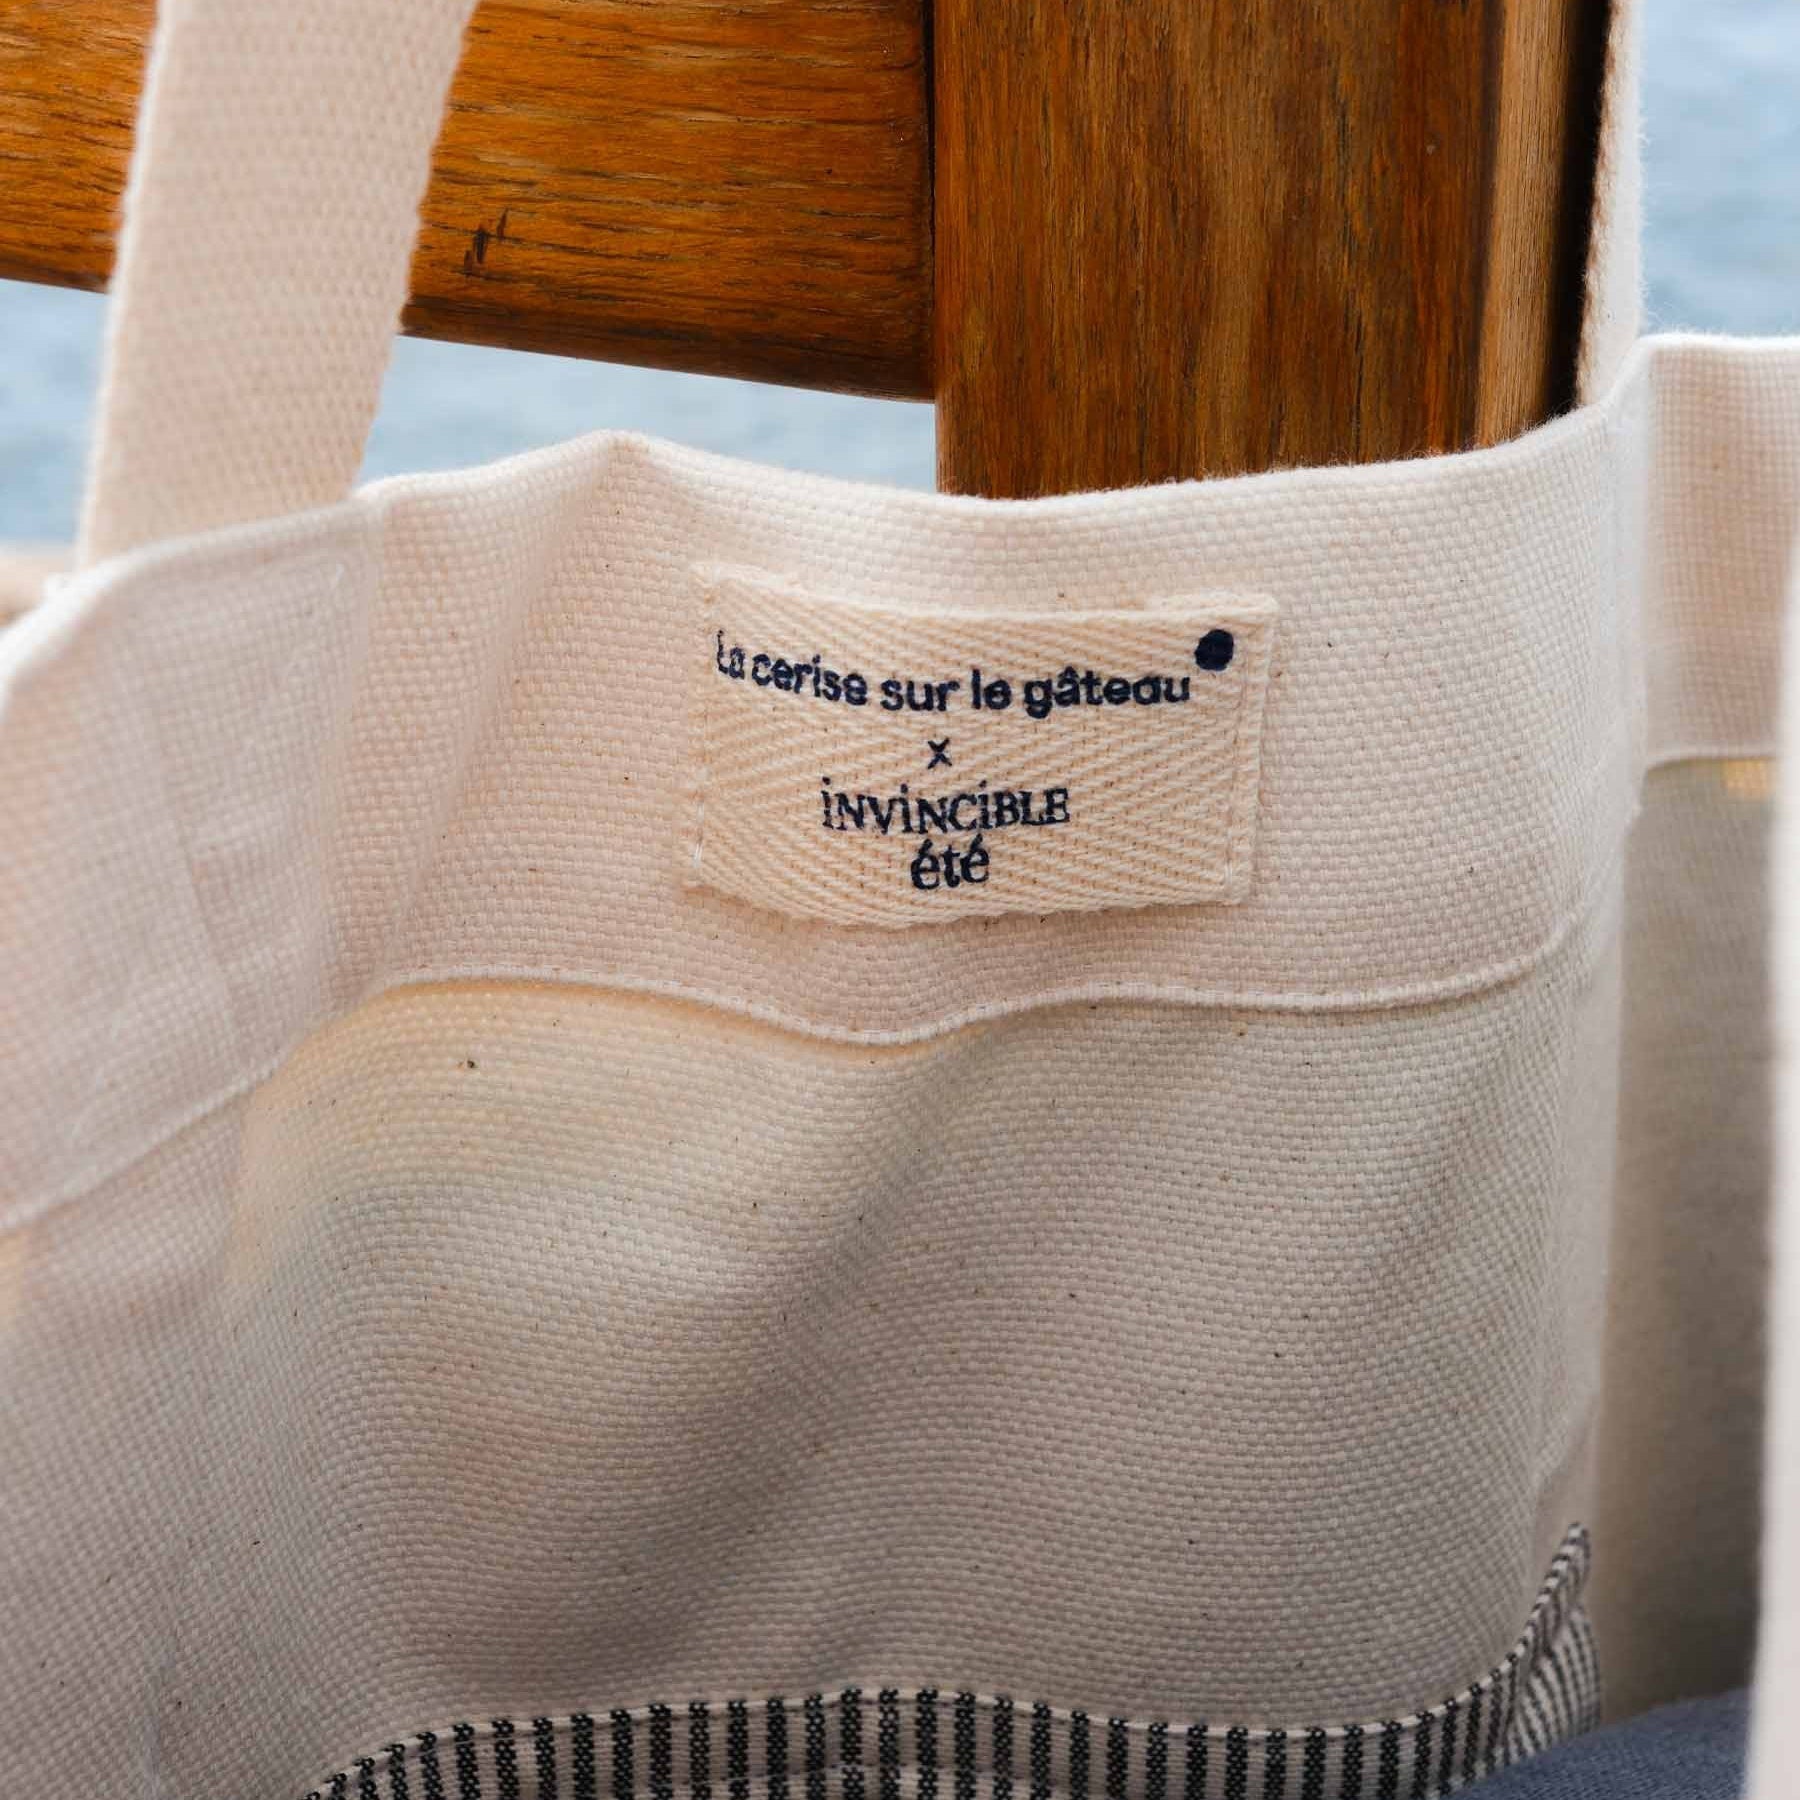 La cerise sur le gâteau
x
iNViNCiBLE
été